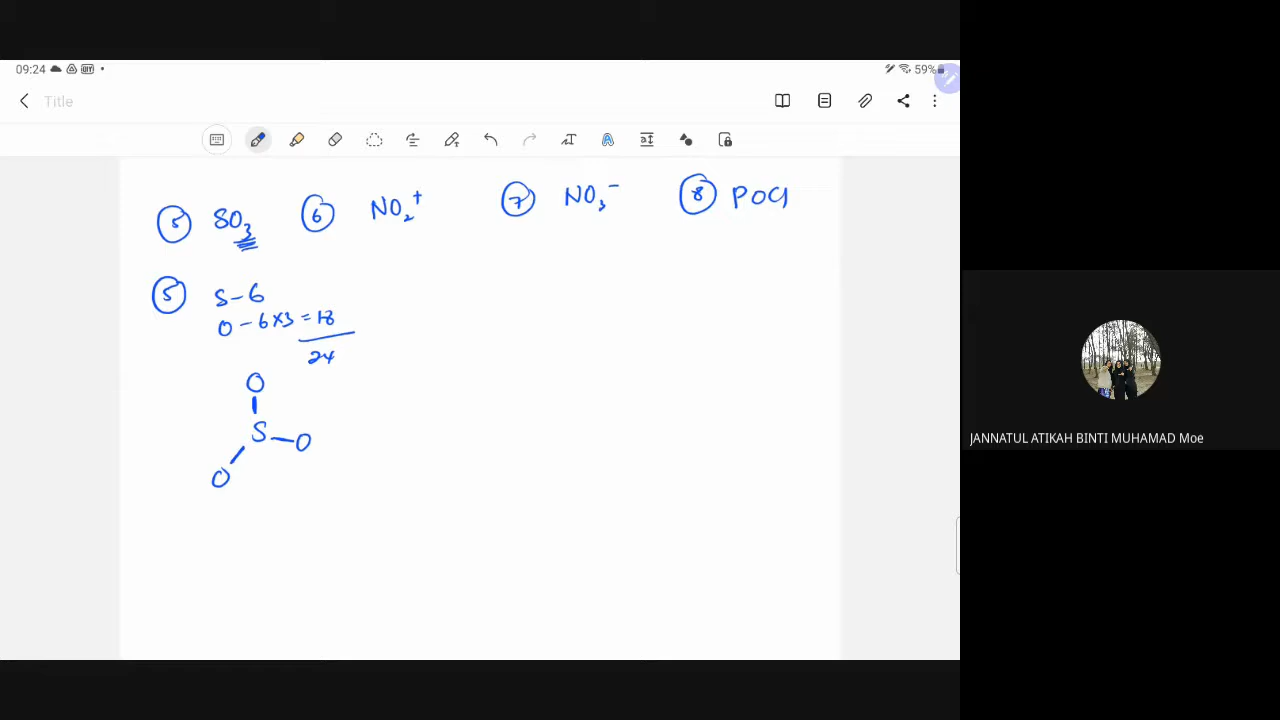 09:24 59%
Title
⑤ SO₃ ⑥ NO₂⁺ ⑦ NO₃⁻ ⑧ POCl
⑤ S-6
O-6×3=18
24
O
S-O
O
JANNATUL ATIKAH BINTI MUHAMAD Moe